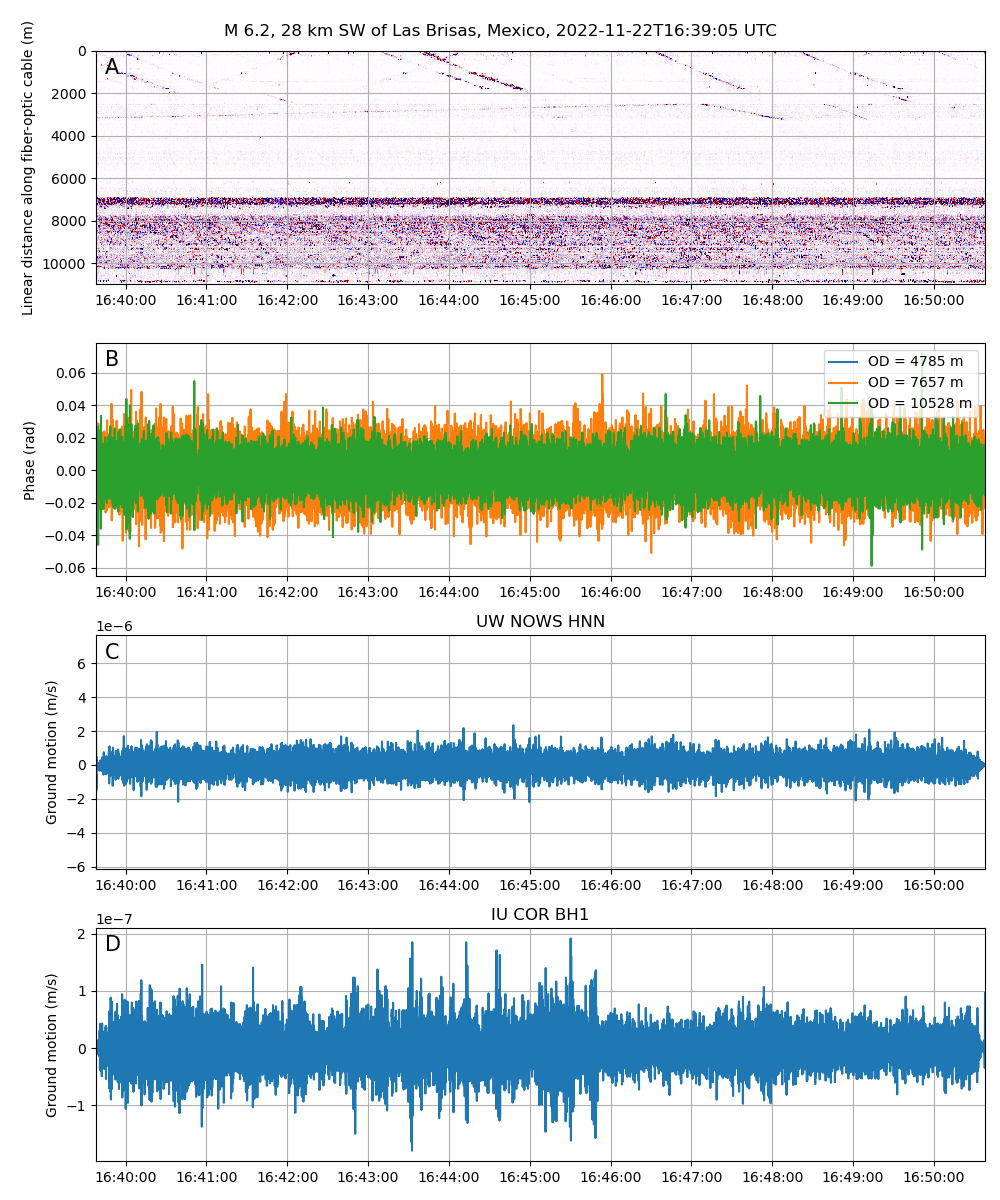 M 6.2, 28 km SW of Las Brisas, Mexico, 2022-11-22T16:39:05 UTC
A
Linear distance along fiber-optic cable (m)
0
2000
4000
6000
8000
10000
16:40:00 16:41:00 16:42:00 16:43:00 16:44:00 16:45:00 16:46:00 16:47:00 16:48:00 16:49:00 16:50:00
B
OD = 4785 m
OD = 7657 m
OD = 10528 m
Phase (rad)
0.06
0.04
0.02
0.00
−0.02
−0.04
−0.06
16:40:00 16:41:00 16:42:00 16:43:00 16:44:00 16:45:00 16:46:00 16:47:00 16:48:00 16:49:00 16:50:00
UW NOWS HNN
1e−6
C
Ground motion (m/s)
6
4
2
0
−2
−4
−6
16:40:00 16:41:00 16:42:00 16:43:00 16:44:00 16:45:00 16:46:00 16:47:00 16:48:00 16:49:00 16:50:00
IU COR BH1
1e−7
D
Ground motion (m/s)
2
1
0
−1
16:40:00 16:41:00 16:42:00 16:43:00 16:44:00 16:45:00 16:46:00 16:47:00 16:48:00 16:49:00 16:50:00